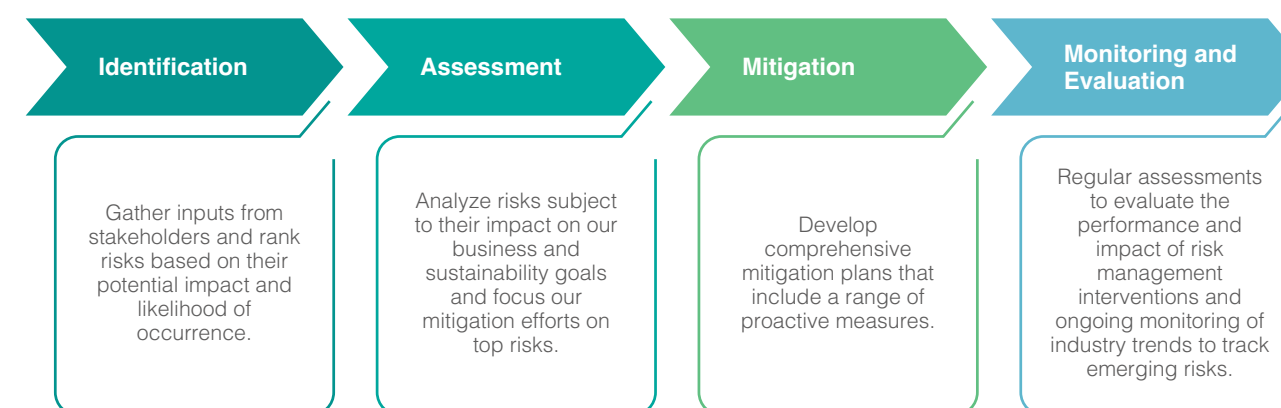 Identification
Gather inputs from
stakeholders and rank
risks based on their
potential impact and
likelihood of
occurrence.
Assessment
Analyze risks subject
to their impact on our
business and
sustainability goals
and focus our
mitigation efforts on
top risks.
Mitigation
Develop
comprehensive
mitigation plans that
include a range of
proactive measures.
Monitoring and
Evaluation
Regular assessments
to evaluate the
performance and
impact of risk
management
interventions and
ongoing monitoring of
industry trends to track
emerging risks.